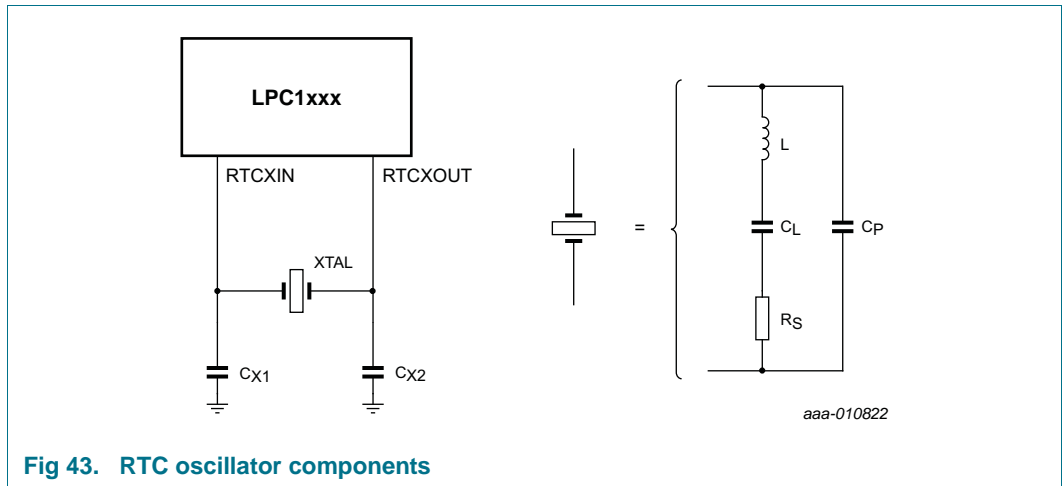 LPC1xxx
RTCXIN
RTCXOUT
XTAL
CX1
CX2
=
L
CL
CP
RS
aaa-010822
Fig 43. RTC oscillator components